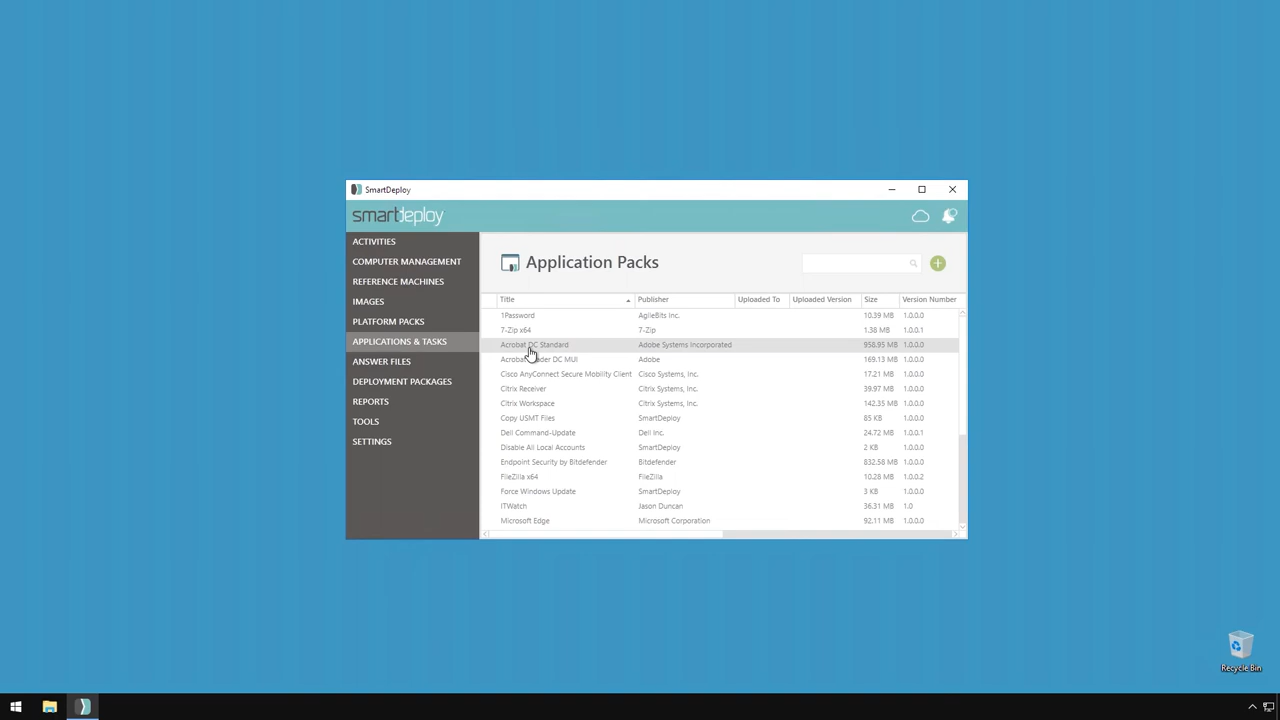 SmartDeploy
smartdeploy
ACTIVITIES
COMPUTER MANAGEMENT
REFERENCE MACHINES
IMAGES
PLATFORM PACKS
APPLICATIONS & TASKS
ANSWER FILES
DEPLOYMENT PACKAGES
REPORTS
TOOLS
SETTINGS
Application Packs
Title Publisher Uploaded To Uploaded Version Size Version Number
1Password AgileBits Inc. 10.39 MB 1.0.0.0
7-Zip x64 7-Zip 1.38 MB 1.0.0.1
Acrobat DC Standard Adobe Systems Incorporated 958.95 MB 1.0.0.0
Acrobat Reader DC MUI Adobe 169.13 MB 1.0.0.0
Cisco AnyConnect Secure Mobility Client Cisco Systems, Inc. 17.21 MB 1.0.0.0
Citrix Receiver Citrix Systems, Inc. 39.97 MB 1.0.0.0
Citrix Workspace Citrix Systems, Inc. 142.35 MB 1.0.0.0
Copy USMT Files SmartDeploy 85 KB 1.0.0.0
Dell Command-Update Dell Inc. 24.72 MB 1.0.0.1
Disable All Local Accounts SmartDeploy 2 KB 1.0.0.0
Endpoint Security by Bitdefender Bitdefender 832.58 MB 1.0.0.0
FileZilla x64 FileZilla 10.28 MB 1.0.0.2
Force Windows Update SmartDeploy 3 KB 1.0.0.0
ITWatch Jason Duncan 36.31 MB 1.0
Microsoft Edge Microsoft Corporation 92.11 MB 1.0.0.0
Recycle Bin